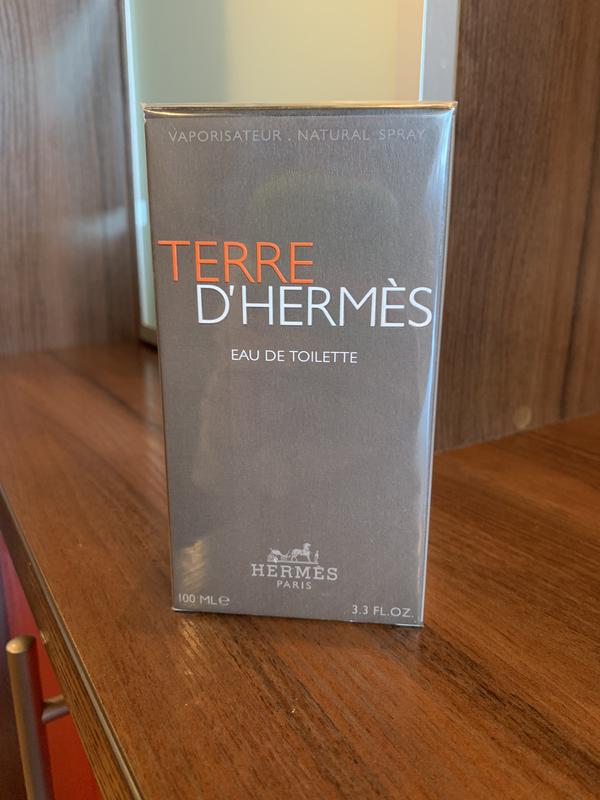 VAPORISATEUR . NATURAL SPRAY
TERRE
D'HERMÈS
EAU DE TOILETTE
HERMÈS
PARIS
100 ML℮
3.3 FL.OZ.